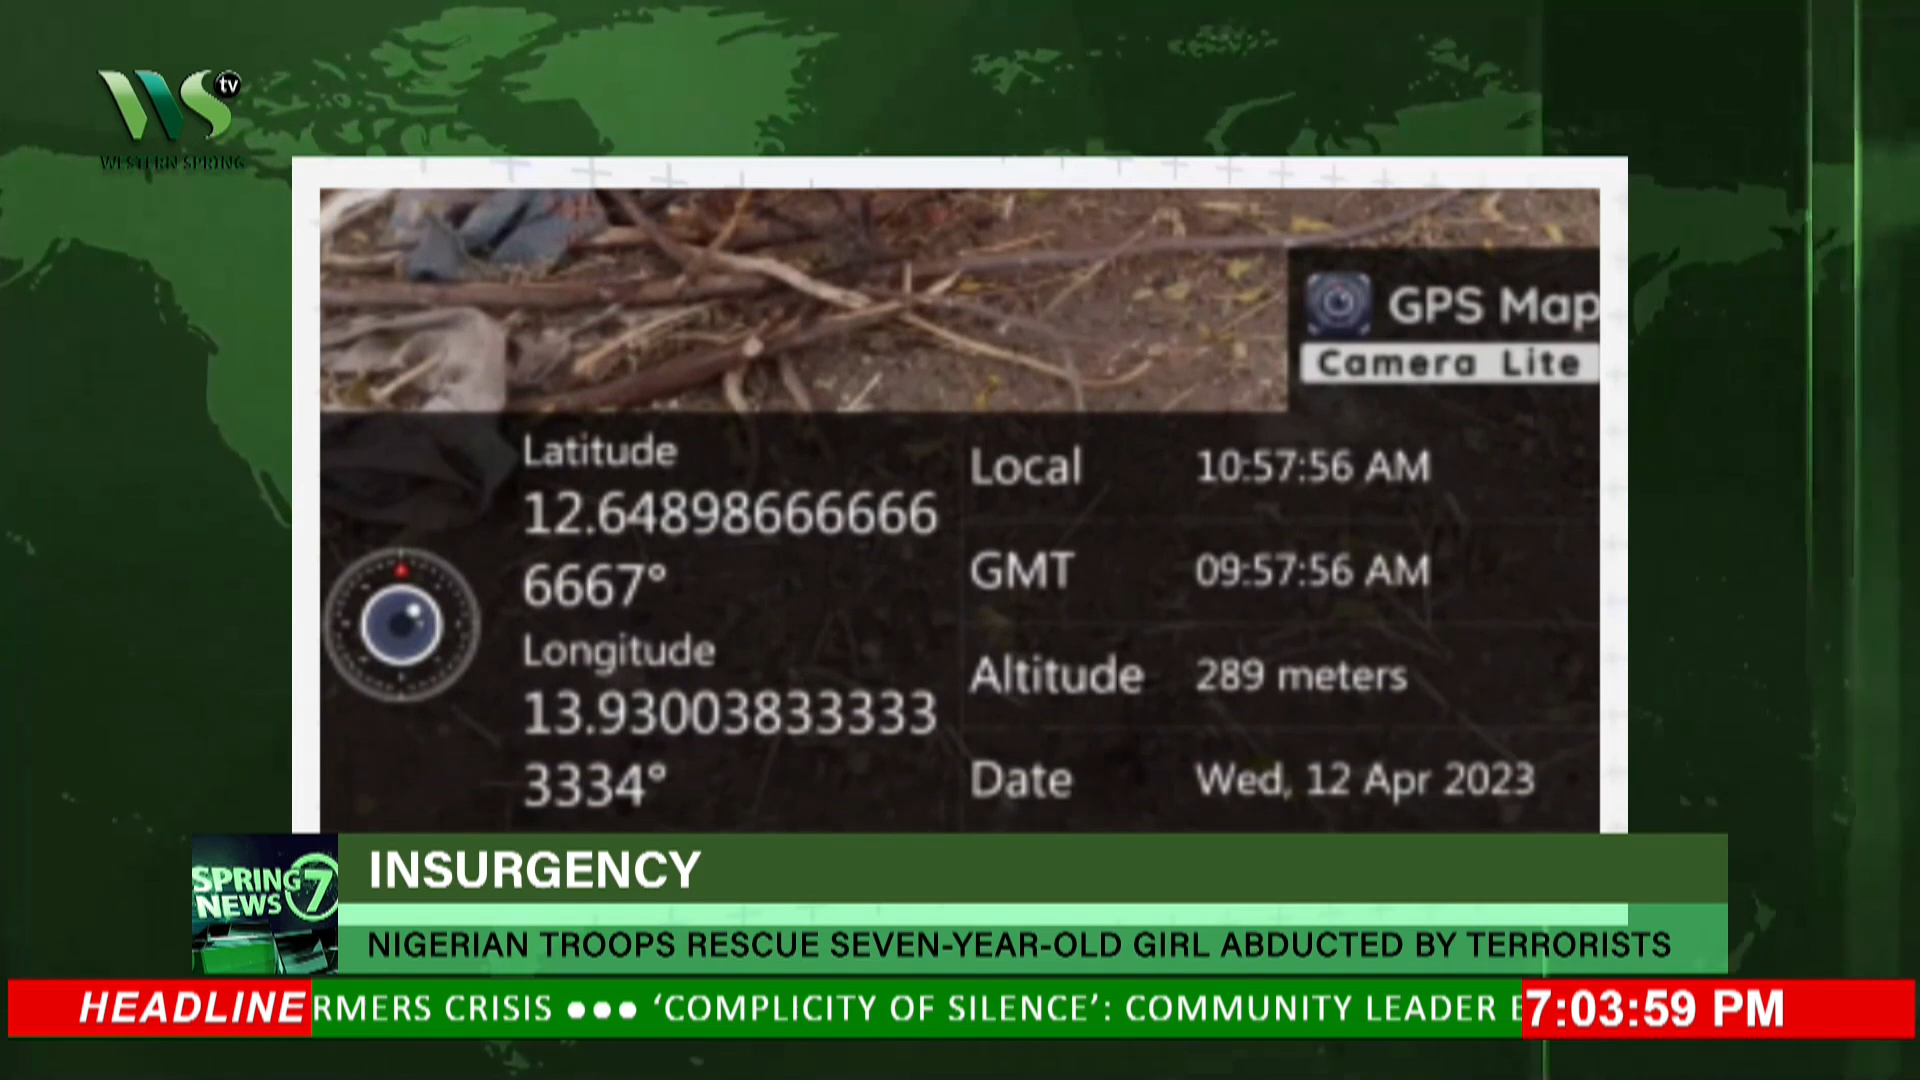 WS tv
WESTERN SPRING
GPS Map
Camera Lite
Latitude
12.64898666666
6667°
Longitude
13.93003833333
3334°
Local 10:57:56 AM
GMT 09:57:56 AM
Altitude 289 meters
Date Wed, 12 Apr 2023
SPRING
NEWS 7
INSURGENCY
NIGERIAN TROOPS RESCUE SEVEN-YEAR-OLD GIRL ABDUCTED BY TERRORISTS
HEADLINE RMERS CRISIS ●●● ‘COMPLICITY OF SILENCE’: COMMUNITY LEADER E 7:03:59 PM